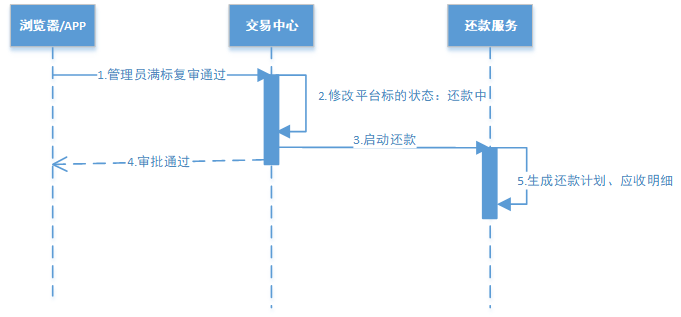 浏览器/APP
交易中心
还款服务
1.管理员满标复审通过
2.修改平台标的状态：还款中
3.启动还款
4.审批通过
5.生成还款计划、应收明细